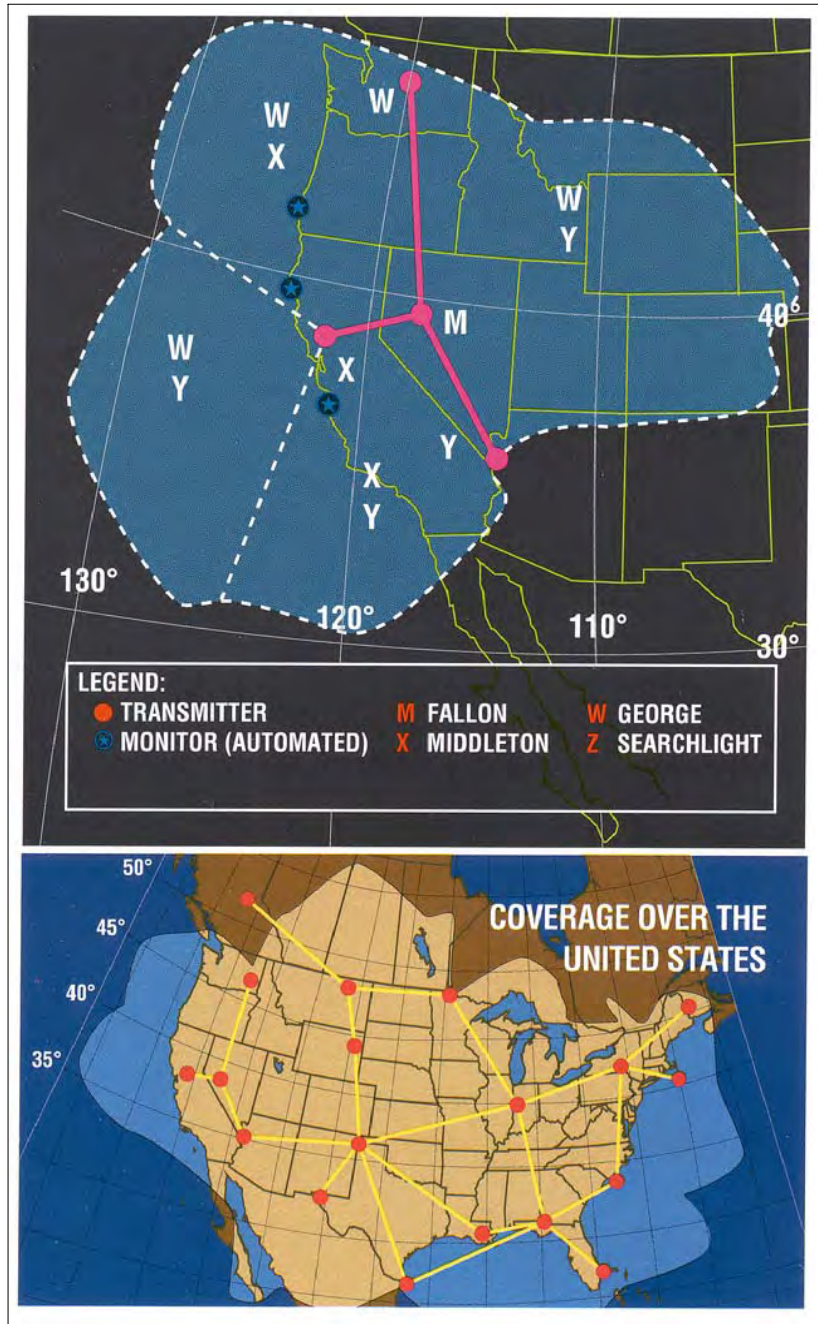 W
W
X
W
Y
40⁶
M
W
Y
X
Y
X
Y
130°
120°
110°
30°
LEGEND:
TRANSMITTER
MONITOR (AUTOMATED)
M FALLON
X MIDDLETON
W GEORGE
Z SEARCHLIGHT
50°
45°
40°
35°
COVERAGE OVER THE
UNITED STATES